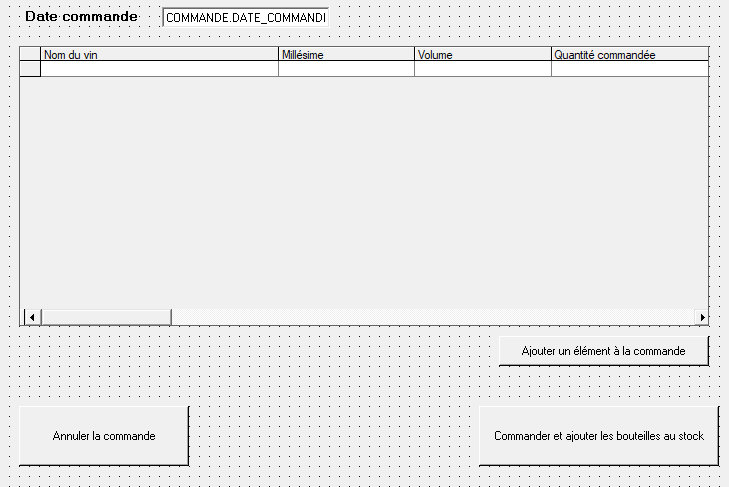 Date commande COMMANDE.DATE_COMMANDI
Nom du vin Millésime Volume Quantité commandée
Ajouter un élément à la commande
Annuler la commande Commander et ajouter les bouteilles au stock